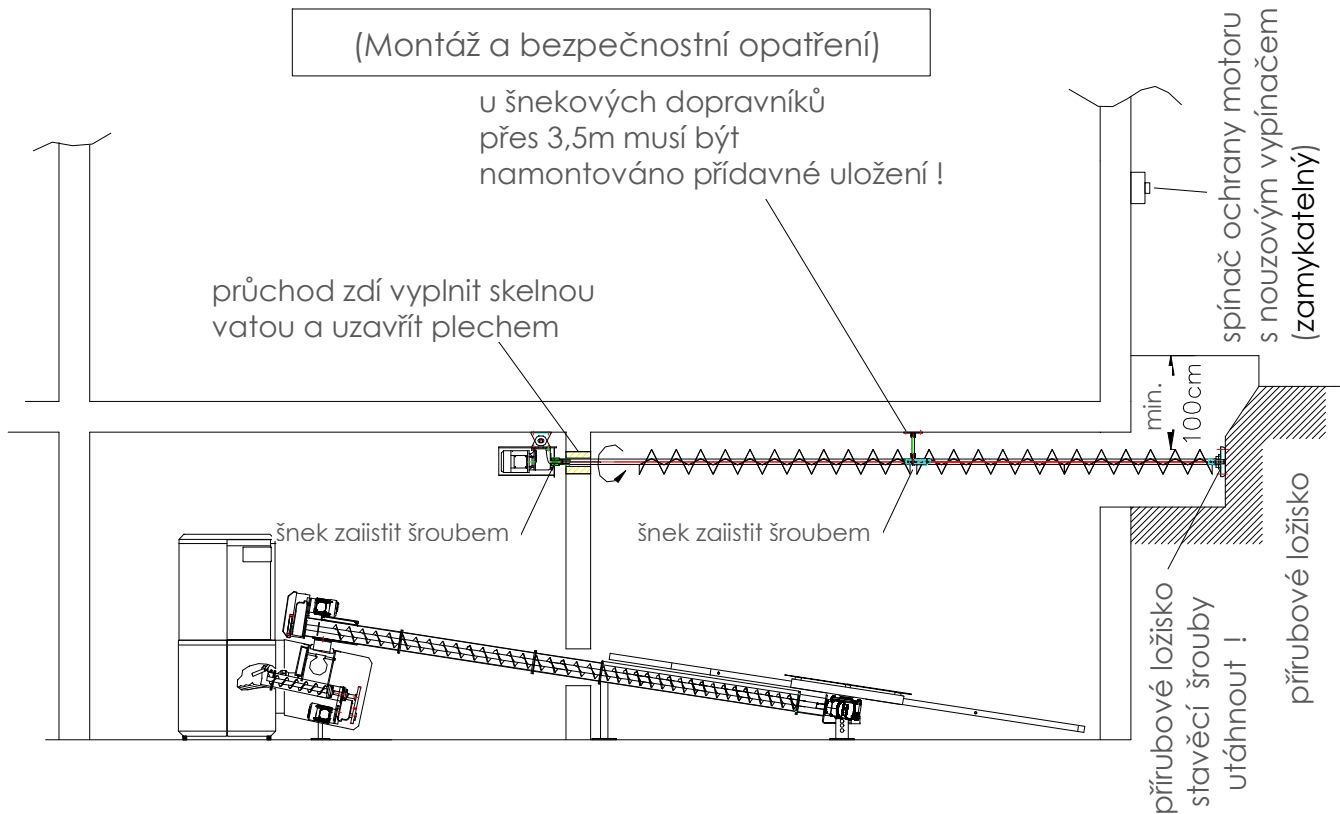 (Montáž a bezpečnostní opatření)
u šnekových dopravníků
přes 3,5m musí být
namontováno přídavné uložení !
spínač ochrany motoru
s nouzovým vypínačem
(zamykatelný)
průchod zdí vyplnit skelnou
vatou a uzavřít plechem
min.
100cm
šnek zaiistit šroubem
šnek zaiistit šroubem
přírubové ložisko
stavěcí šrouby
utáhnout !
přírubové ložisko